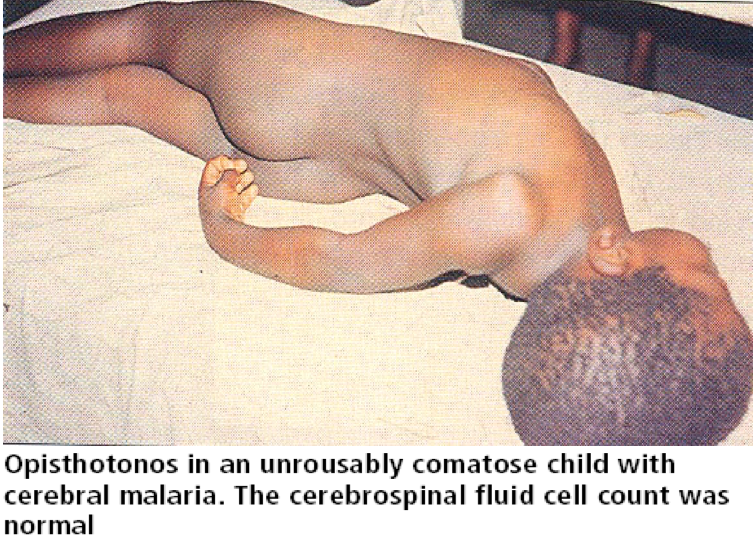 Opisthotonos in an unrousably comatose child with
cerebral malaria. The cerebrospinal fluid cell count was
normal